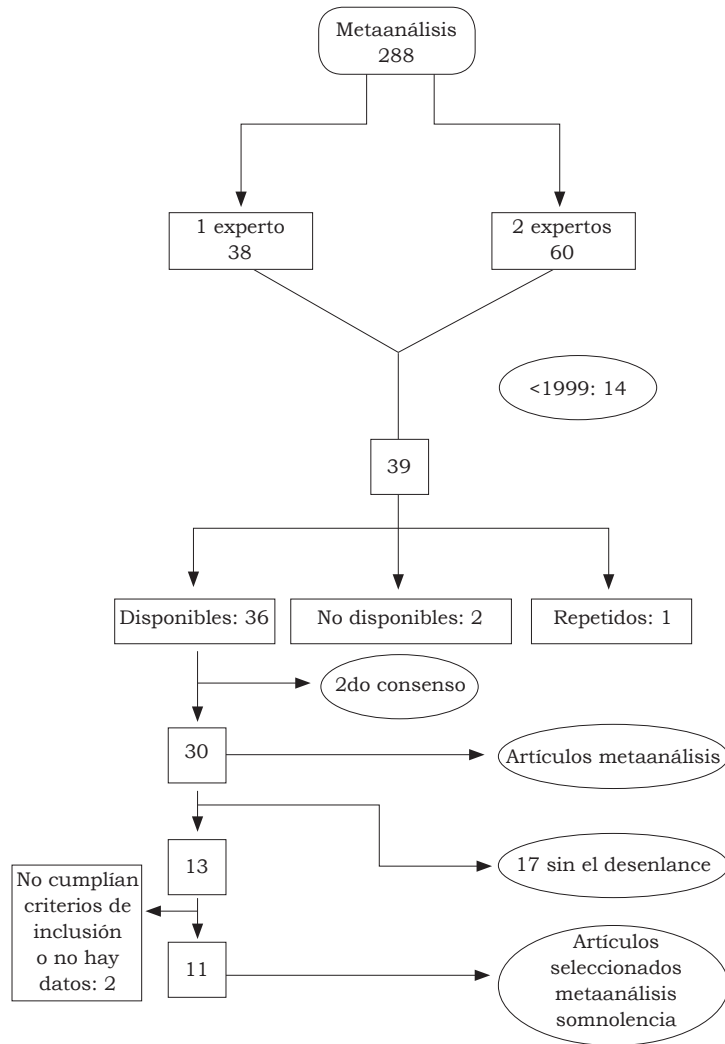 Metaanálisis
288
1 experto
38
2 expertos
60
<1999: 14
39
Disponibles: 36
No disponibles: 2
Repetidos: 1
2do consenso
30
Artículos metaanálisis
13
17 sin el desenlance
No cumplían
criterios de
inclusión
o no hay
datos: 2
11
Artículos
seleccionados
metaanálisis
somnolencia